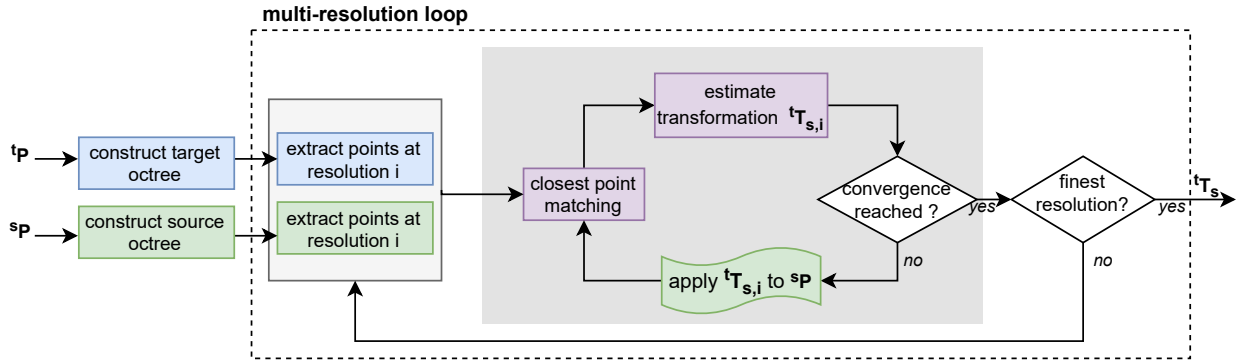 multi-resolution loop
ᵗP
construct target
octree
extract points at
resolution i
ˢP
construct source
octree
extract points at
resolution i
closest point
matching
estimate
transformation ᵗTₛ,ᵢ
convergence
reached ?
yes
no
apply ᵗTₛ,ᵢ to ˢP
finest
resolution?
yes
no
ᵗTₛ